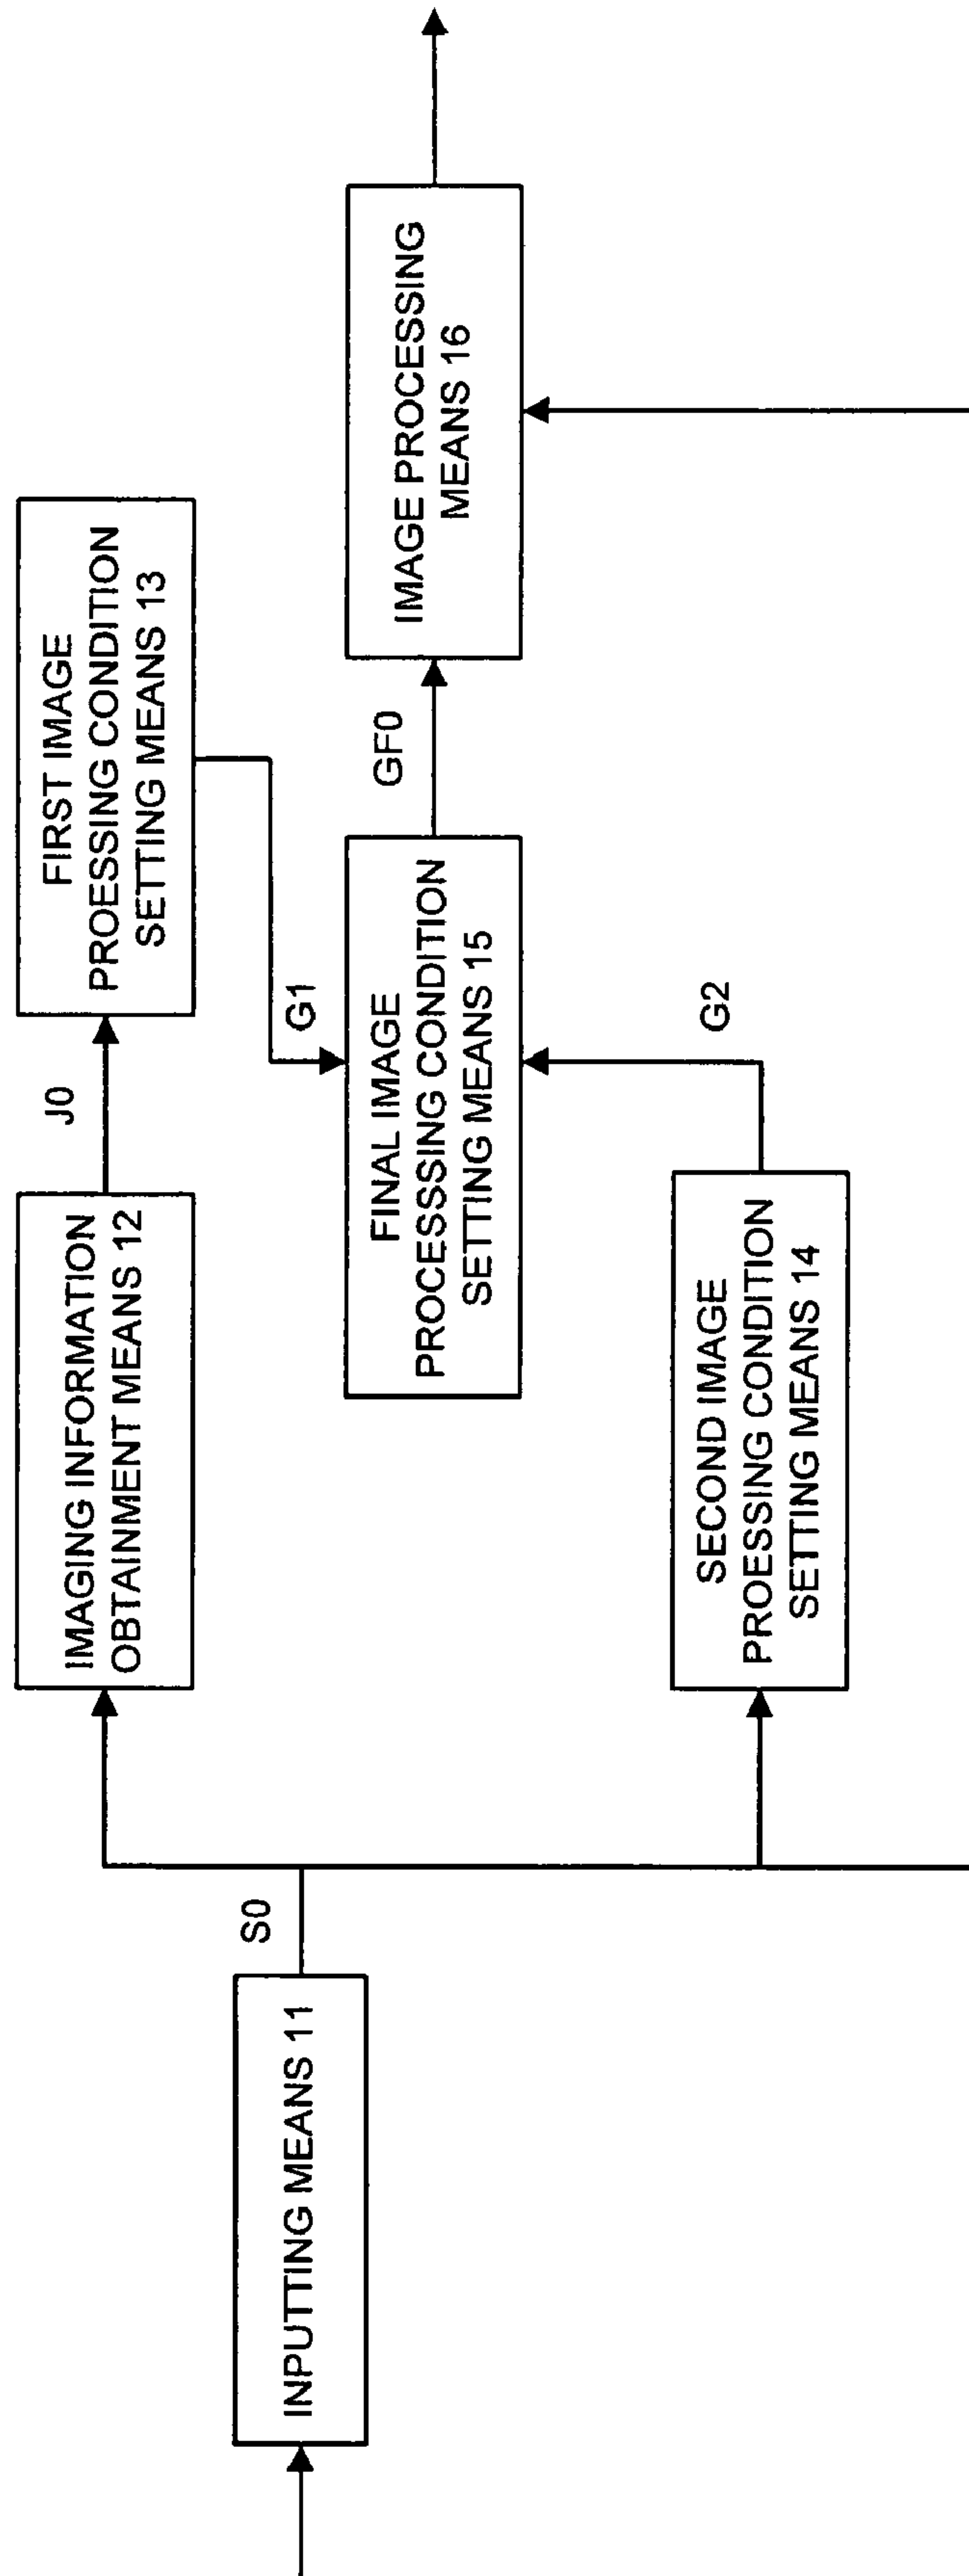 INPUTTING MEANS 11
S0
IMAGING INFORMATION
OBTAINMENT MEANS 12
J0
FIRST IMAGE
PROESSING CONDITION
SETTING MEANS 13
G1
SECOND IMAGE
PROESSING CONDITION
SETTING MEANS 14
G2
FINAL IMAGE
PROCESSING CONDITION
SETTING MEANS 15
GF0
IMAGE PROCESSING
MEANS 16